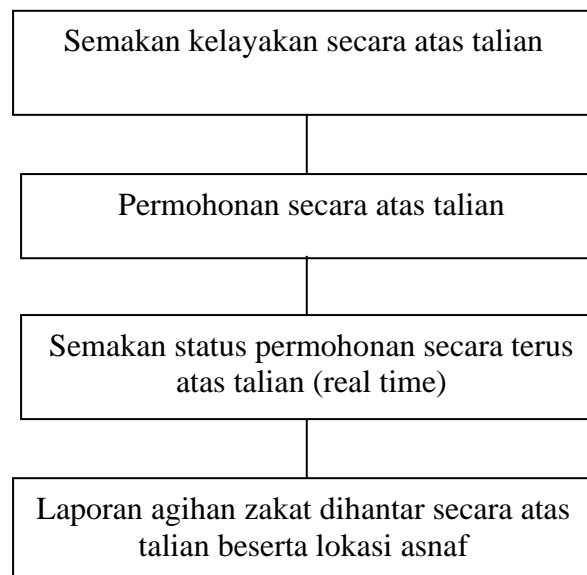 Semakan kelayakan secara atas talian
Permohonan secara atas talian
Semakan status permohonan secara terus
atas talian (real time)
Laporan agihan zakat dihantar secara atas
talian beserta lokasi asnaf